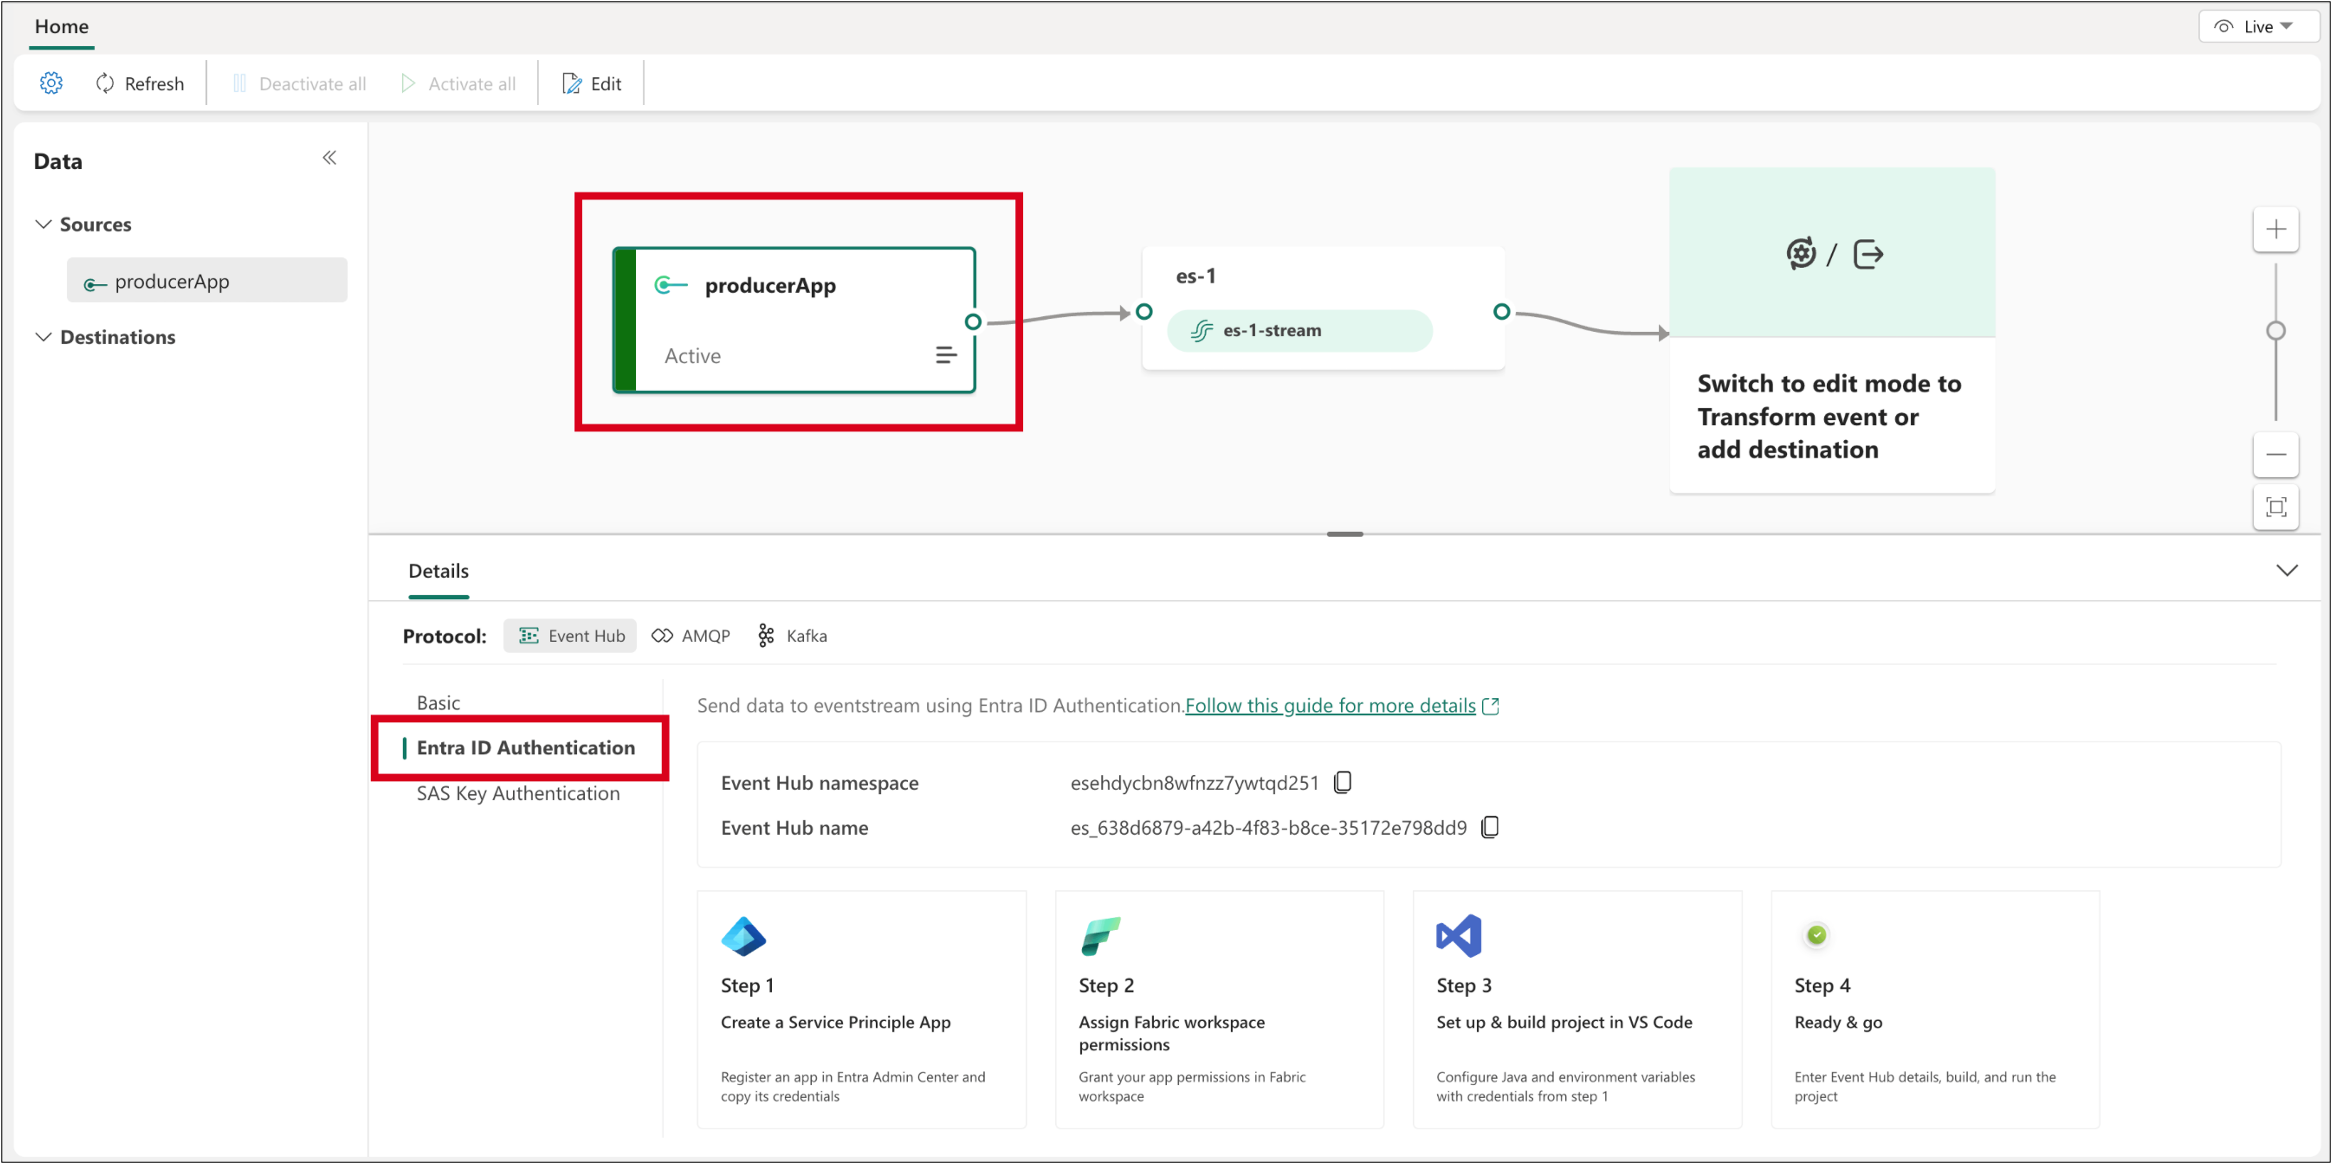 Home
Live
Refresh
Deactivate all
Activate all
Edit
Data
Sources
producerApp
Destinations
producerApp
Active
es-1
es-1-stream
/
Switch to edit mode to
Transform event or
add destination
Details
Protocol:
Event Hub
AMQP
Kafka
Basic
Entra ID Authentication
SAS Key Authentication
Send data to eventstream using Entra ID Authentication.Follow this guide for more details
Event Hub namespace
esehdycbn8wfnzz7ywtqd251
Event Hub name
es_638d6879-a42b-4f83-b8ce-35172e798dd9
Step 1
Create a Service Principle App
Register an app in Entra Admin Center and
copy its credentials
Step 2
Assign Fabric workspace
permissions
Grant your app permissions in Fabric
workspace
Step 3
Set up & build project in VS Code
Configure Java and environment variables
with credentials from step 1
Step 4
Ready & go
Enter Event Hub details, build, and run the
project